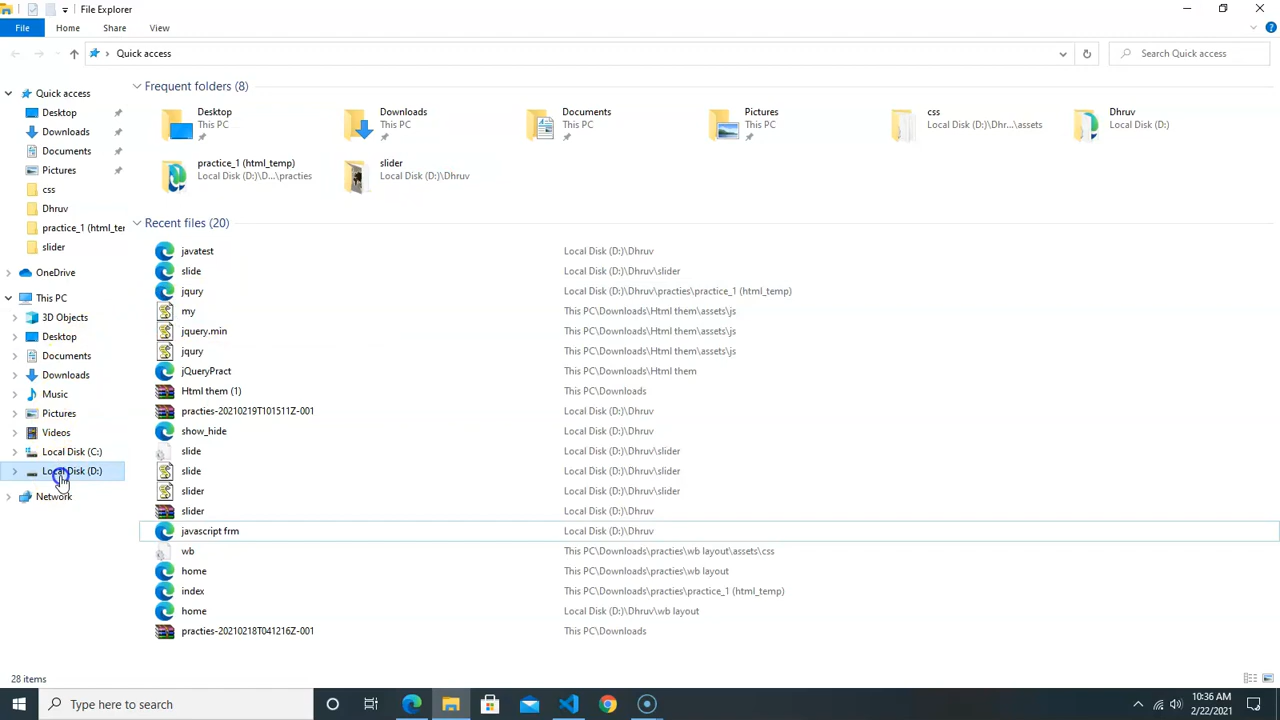 File Explorer
File Home Share View
Quick access Search Quick access
Quick access
Desktop
Downloads
Documents
Pictures
css
Dhruv
practice_1 (html_ter
slider
OneDrive
This PC
3D Objects
Desktop
Documents
Downloads
Music
Pictures
Videos
Local Disk (C:)
Local Disk (D:)
Network
Frequent folders (8)
Desktop
This PC
Downloads
This PC
Documents
This PC
Pictures
This PC
css
Local Disk (D:)\Dhr...\assets
Dhruv
Local Disk (D:)
practice_1 (html_temp)
Local Disk (D:)\D...\practies
slider
Local Disk (D:)\Dhruv
Recent files (20)
javatest Local Disk (D:)\Dhruv
slide Local Disk (D:)\Dhruv\slider
jqury Local Disk (D:)\Dhruv\practies\practice_1 (html_temp)
my This PC\Downloads\Html them\assets\js
jquery.min This PC\Downloads\Html them\assets\js
jqury This PC\Downloads\Html them\assets\js
jQueryPract This PC\Downloads\Html them
Html them (1) This PC\Downloads
practies-20210219T101511Z-001 Local Disk (D:)\Dhruv
show_hide Local Disk (D:)\Dhruv
slide Local Disk (D:)\Dhruv\slider
slide Local Disk (D:)\Dhruv\slider
slider Local Disk (D:)\Dhruv\slider
slider Local Disk (D:)\Dhruv
javascript frm Local Disk (D:)\Dhruv
wb This PC\Downloads\practies\wb layout\assets\css
home This PC\Downloads\practies\wb layout
index This PC\Downloads\practies\practice_1 (html_temp)
home Local Disk (D:)\Dhruv\wb layout
practies-20210218T041216Z-001 This PC\Downloads
28 items
Type here to search
10:36 AM
2/22/2021